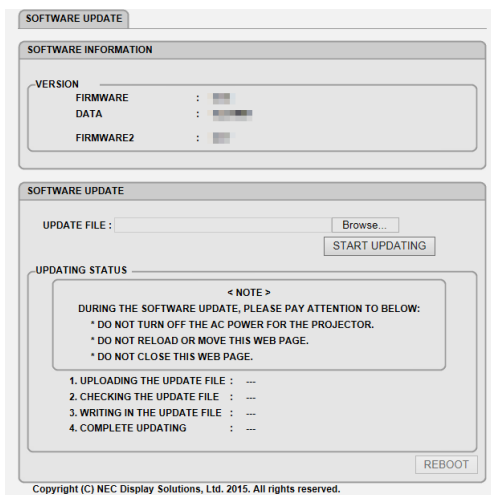 SOFTWARE UPDATE
SOFTWARE INFORMATION
VERSION
FIRMWARE :
DATA :
FIRMWARE2 :
SOFTWARE UPDATE
UPDATE FILE : Browse...
START UPDATING
UPDATING STATUS
< NOTE >
DURING THE SOFTWARE UPDATE, PLEASE PAY ATTENTION TO BELOW:
* DO NOT TURN OFF THE AC POWER FOR THE PROJECTOR.
* DO NOT RELOAD OR MOVE THIS WEB PAGE.
* DO NOT CLOSE THIS WEB PAGE.
1. UPLOADING THE UPDATE FILE : ---
2. CHECKING THE UPDATE FILE : ---
3. WRITING IN THE UPDATE FILE : ---
4. COMPLETE UPDATING : ---
REBOOT
Copyright (C) NEC Display Solutions, Ltd. 2015. All rights reserved.